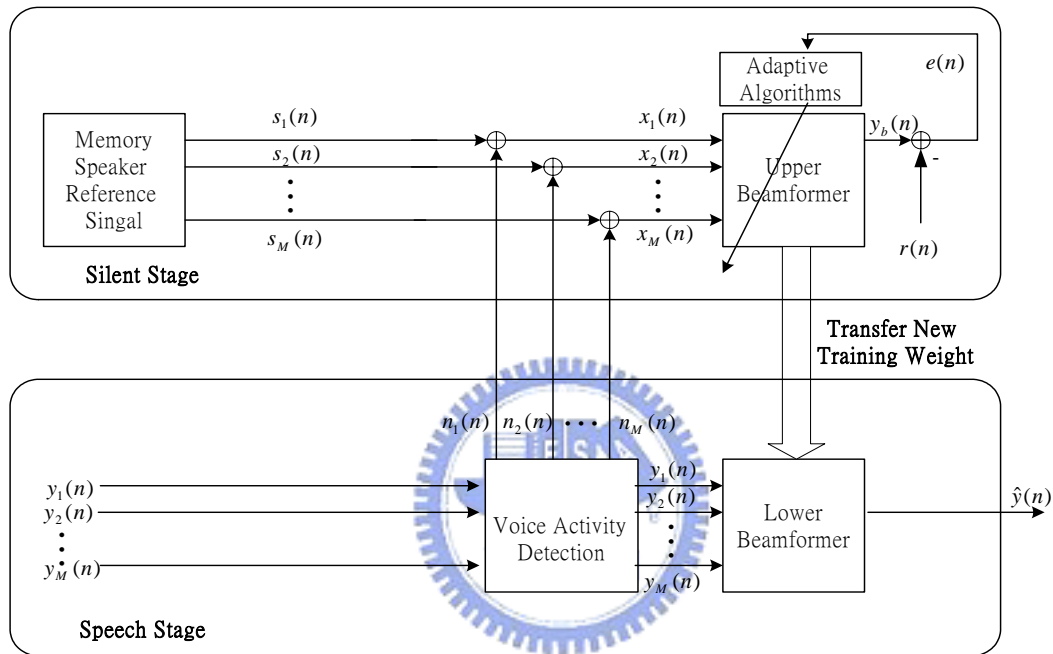 Adaptive
Algorithms
e(n)
Memory
Speaker
Reference
Singal
s_1(n)
s_2(n)
s_M(n)
x_1(n)
x_2(n)
x_M(n)
Upper
Beamformer
y_b(n)
-
r(n)
Silent Stage
Transfer New
Training Weight
n_1(n) n_2(n) ••• n_M(n)
y_1(n)
y_2(n)
y_M(n)
Voice Activity
Detection
y_1(n)
y_2(n)
y_M(n)
Lower
Beamformer
ŷ(n)
Speech Stage